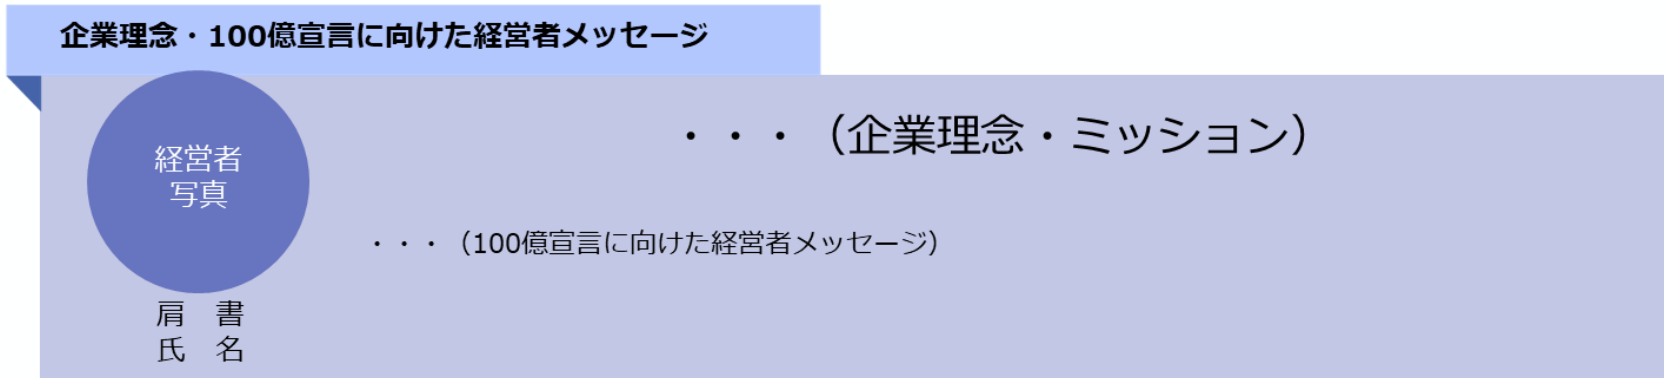 企業理念・100億宣言に向けた経営者メッセージ
・・・（企業理念・ミッション）
経営者
写真
・・・（100億宣言に向けた経営者メッセージ）
肩　書
氏　名